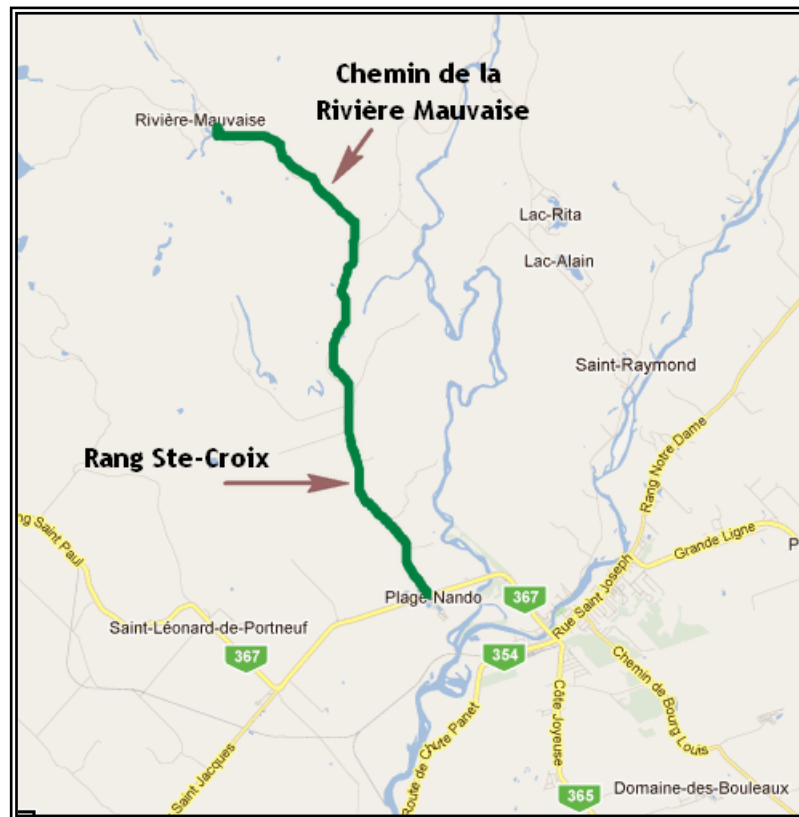 Chemin de la
Rivière Mauvaise
Rivière-Mauvaise
Lac-Rita
Lac-Alain
Saint-Raymond
Rang Notre Dame
Rang Ste-Croix
ng Saint Paul
Grande Ligne
P
Plage Nando
367
Rue Saint Joseph
Saint-Léonard-de-Portneuf
367
354
Chemin de Bourg Louis
Côte Joyeuse
Route de Chute Panet
Saint Jacques
365
Domaine-des-Bouleaux